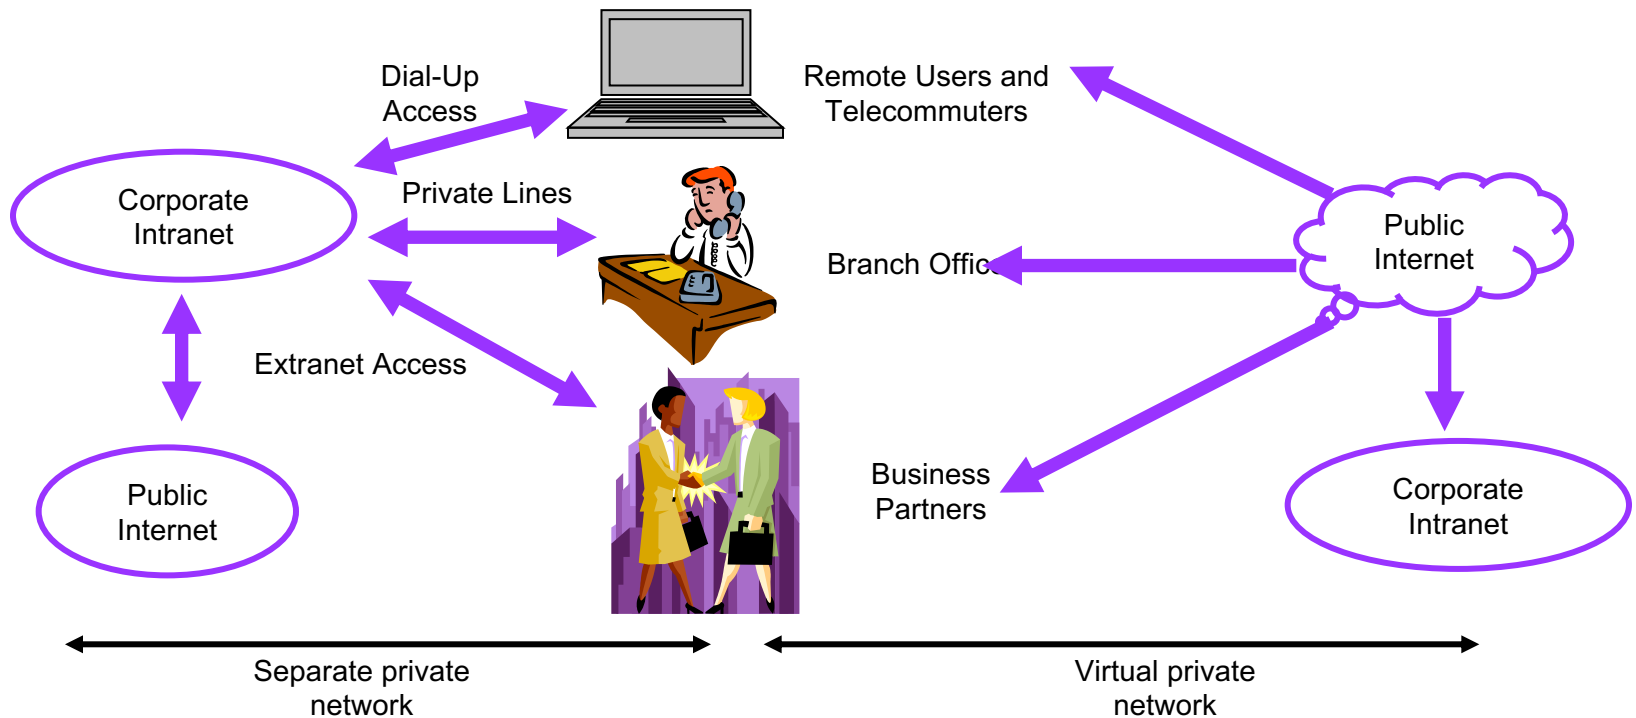 Dial-Up
Access
Remote Users and
Telecommuters
Corporate
Intranet
Private Lines
Public
Internet
Branch Office
Extranet Access
Public
Internet
Business
Partners
Corporate
Intranet
Separate private
network
Virtual private
network